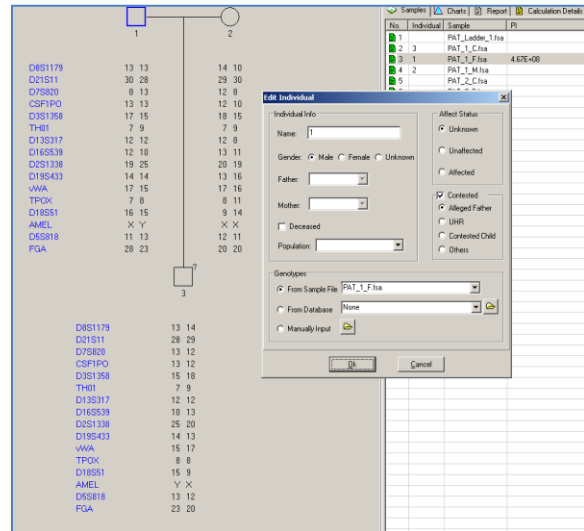 Samples Charts Report Calculation Details
No. Individual Sample PI
1 PAT_Ladder_1.fsa
2 3 PAT_1_C.fsa
3 1 PAT_1_F.fsa 4.67E+08
4 2 PAT_1_M.fsa
5 PAT_2_C.fsa
1 2
D8S1179 13 13 14 10
D21S11 30 28 29 30
D7S820 8 13 12 8
CSF1PO 13 13 12 10
D3S1358 17 15 18 15
TH01 7 9 7 9
D13S317 12 12 12 8
D16S539 12 10 13 11
D2S1338 19 25 20 19
D19S433 14 14 13 16
vWA 17 15 17 16
TPOX 7 8 8 11
D18S51 16 15 9 14
AMEL X Y X X
D5S818 11 13 12 11
FGA 28 23 20 20
?
3
D8S1179 13 14
D21S11 28 29
D7S820 13 12
CSF1PO 13 12
D3S1358 15 18
TH01 7 9
D13S317 12 12
D16S539 10 13
D2S1338 25 20
D19S433 14 13
vWA 15 17
TPOX 8 8
D18S51 15 9
AMEL Y X
D5S818 13 12
FGA 23 20
Edit Individual
Individual Info
Name: 1
Gender: Male Female Unknown
Father:
Mother:
Deceased
Population:
Affect Status
Unknown
Unaffected
Affected
Contested
Alleged Father
UHR
Contested Child
Others
Genotypes
From Sample File PAT_1_F.fsa
From Database None
Manually Input
Ok Cancel